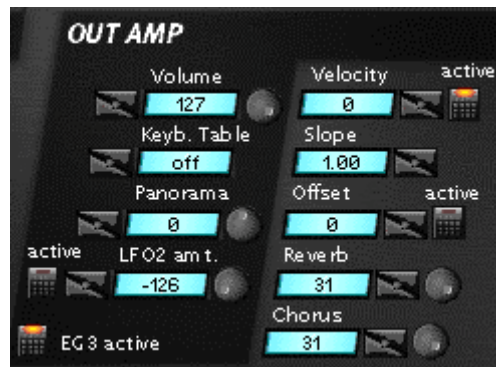 OUT AMP
Volume
Velocity
active
127
0
Keyb. Table
Slope
off
1.00
Panorama
Offset
active
0
0
active
LFO2 amt.
Reverb
-126
31
Chorus
EG3 active
31